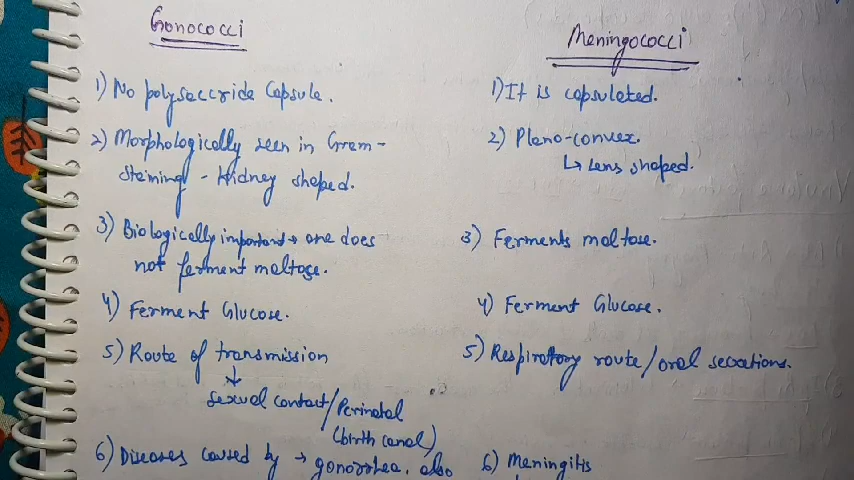 Gonococci
1) No polysaccride Capsule.
2) Morphologically seen in Gram-
staining - Kidney shaped.
3) Biologically important → one does
not ferment maltose.
4) Ferment Glucose.
5) Route of transmission
↓
sexual contact/Perinatal
(birth canal)
6) Diseases caused by → gonorrhea, also
Meningococci
1) It is capsulated.
2) Plano-convex.
↳ Lens shaped.
3) Ferments maltose.
4) Ferment Glucose.
5) Respiratory route/oral secretions.
6) Meningitis